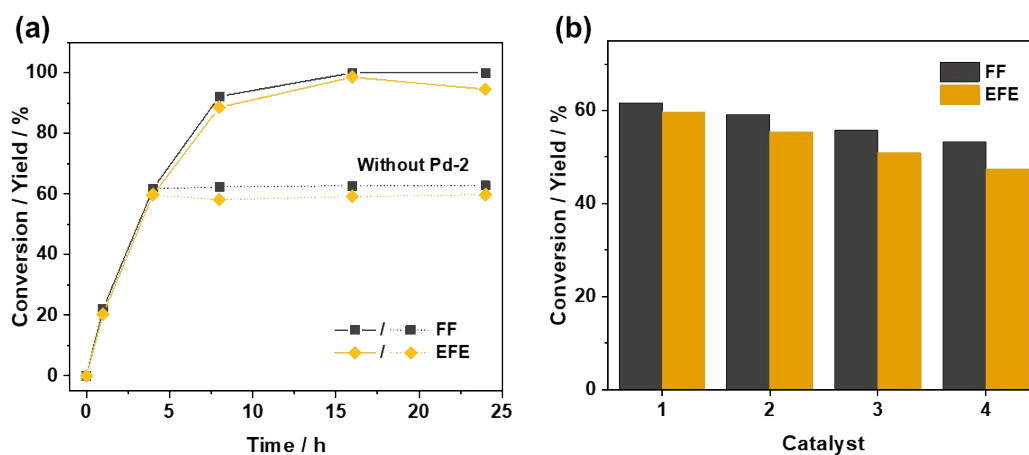 (a)
Conversion / Yield / %
100
80
60
40
20
0
Without Pd-2
/ FF
/ EFE
0 5 10 15 20 25
Time / h
(b)
Conversion / Yield / %
60
40
20
0
FF
EFE
1 2 3 4
Catalyst